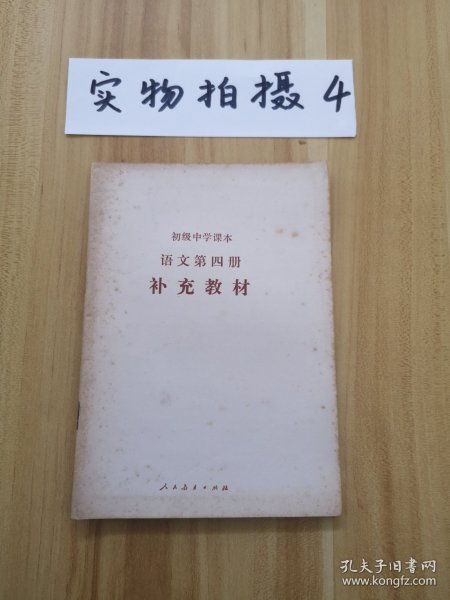 实物拍摄4
初级中学课本
语文第四册
补充教材
人民教育出版社
孔夫子旧书网
www.kongfz.com